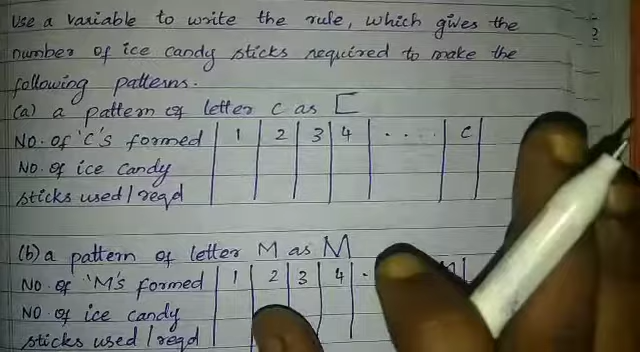 Use a variable to write the rule, which gives the
number of ice candy sticks required to make the
following patterns.
(a) a pattern of letter C as [
NO. OF 'C's formed 1 2 3 4 . . . . C
NO. OF ice candy
sticks used / reqd
(b) a pattern of letter M as M
NO. OF 'M's formed 1 2 3 4 .
NO OF ice candy
sticks used / reqd